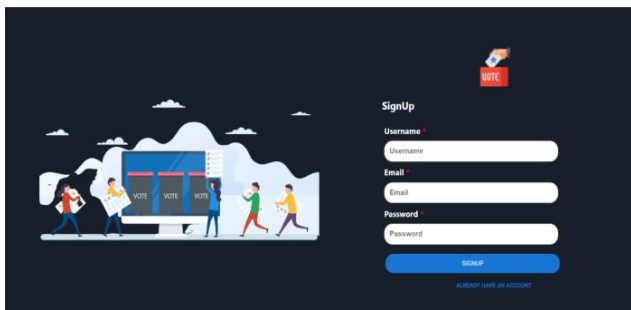 VOTE
SignUp
Username *
Username
Email *
Email
Password *
Password
SIGNUP
ALREADY HAVE AN ACCOUNT
VOTE VOTE VOTE